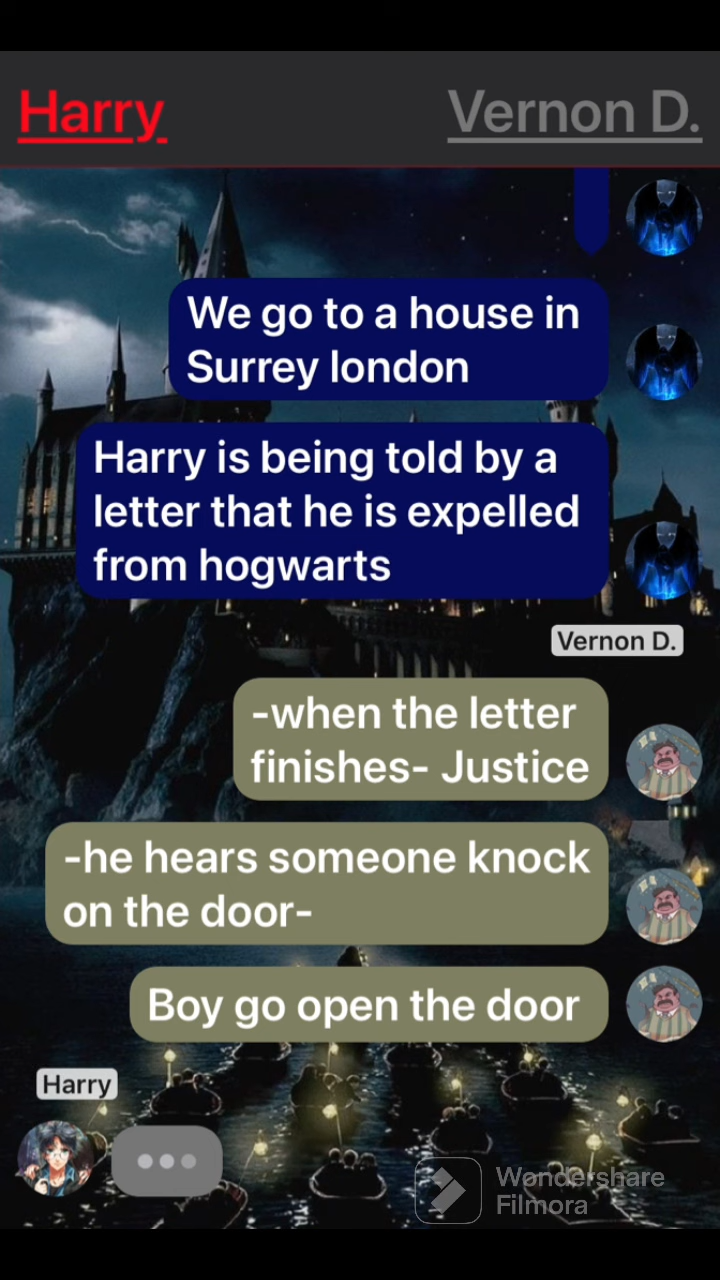 Harry
Vernon D.
We go to a house in
Surrey london
Harry is being told by a
letter that he is expelled
from hogwarts
Vernon D.
-when the letter
finishes- Justice
-he hears someone knock
on the door-
Boy go open the door
Harry
Wondershare
Filmora